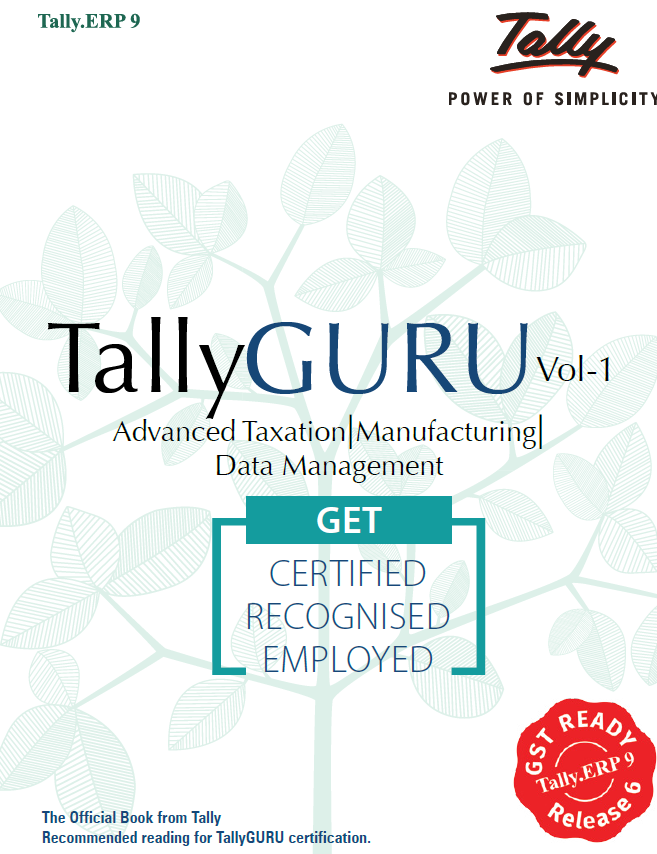 Tally.ERP 9
Tally
POWER OF SIMPLICITY
TallyGURU Vol-1
Advanced Taxation|Manufacturing|
Data Management
GET
CERTIFIED
RECOGNISED
EMPLOYED
GST READY
Tally.ERP 9
Release 6
The Official Book from Tally
Recommended reading for TallyGURU certification.